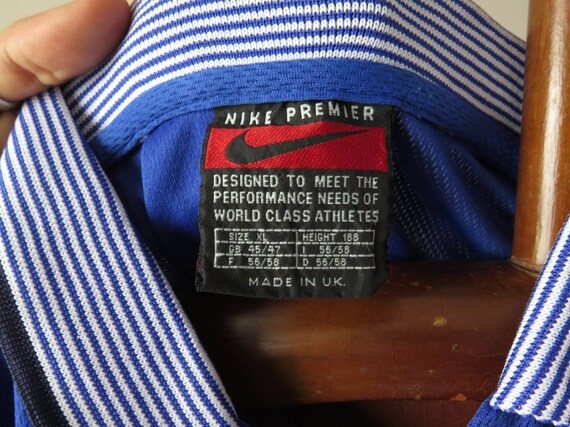 NIKE PREMIER
DESIGNED TO MEET THE
PERFORMANCE NEEDS OF
WORLD CLASS ATHLETES
SIZE XL HEIGHT 188
GB 45/47 I 56/58
F 56/58 D 56/58
MADE IN U.K.